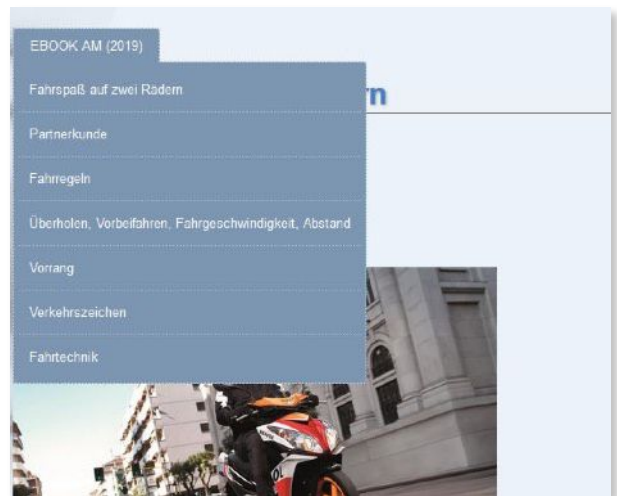 EBOOK AM (2019)
Fahrspaß auf zwei Rädern
rn
Partnerkunde
Fahrregeln
Überholen, Vorbeifahren, Fahrgeschwindigkeit, Abstand
Vorrang
Verkehrszeichen
Fahrtechnik